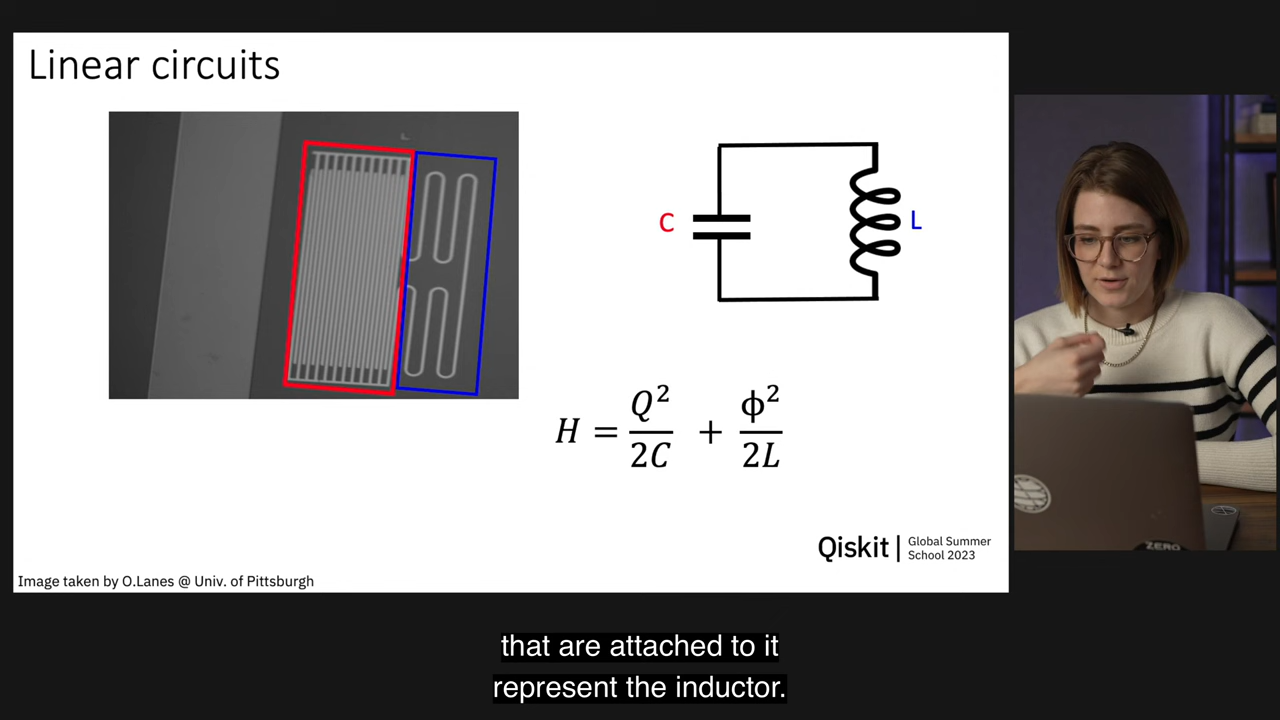 Linear circuits
C
L
H = Q²/2C + ϕ²/2L
Qiskit | Global Summer
School 2023
Image taken by O.Lanes @ Univ. of Pittsburgh
ZERO
that are attached to it
represent the inductor.